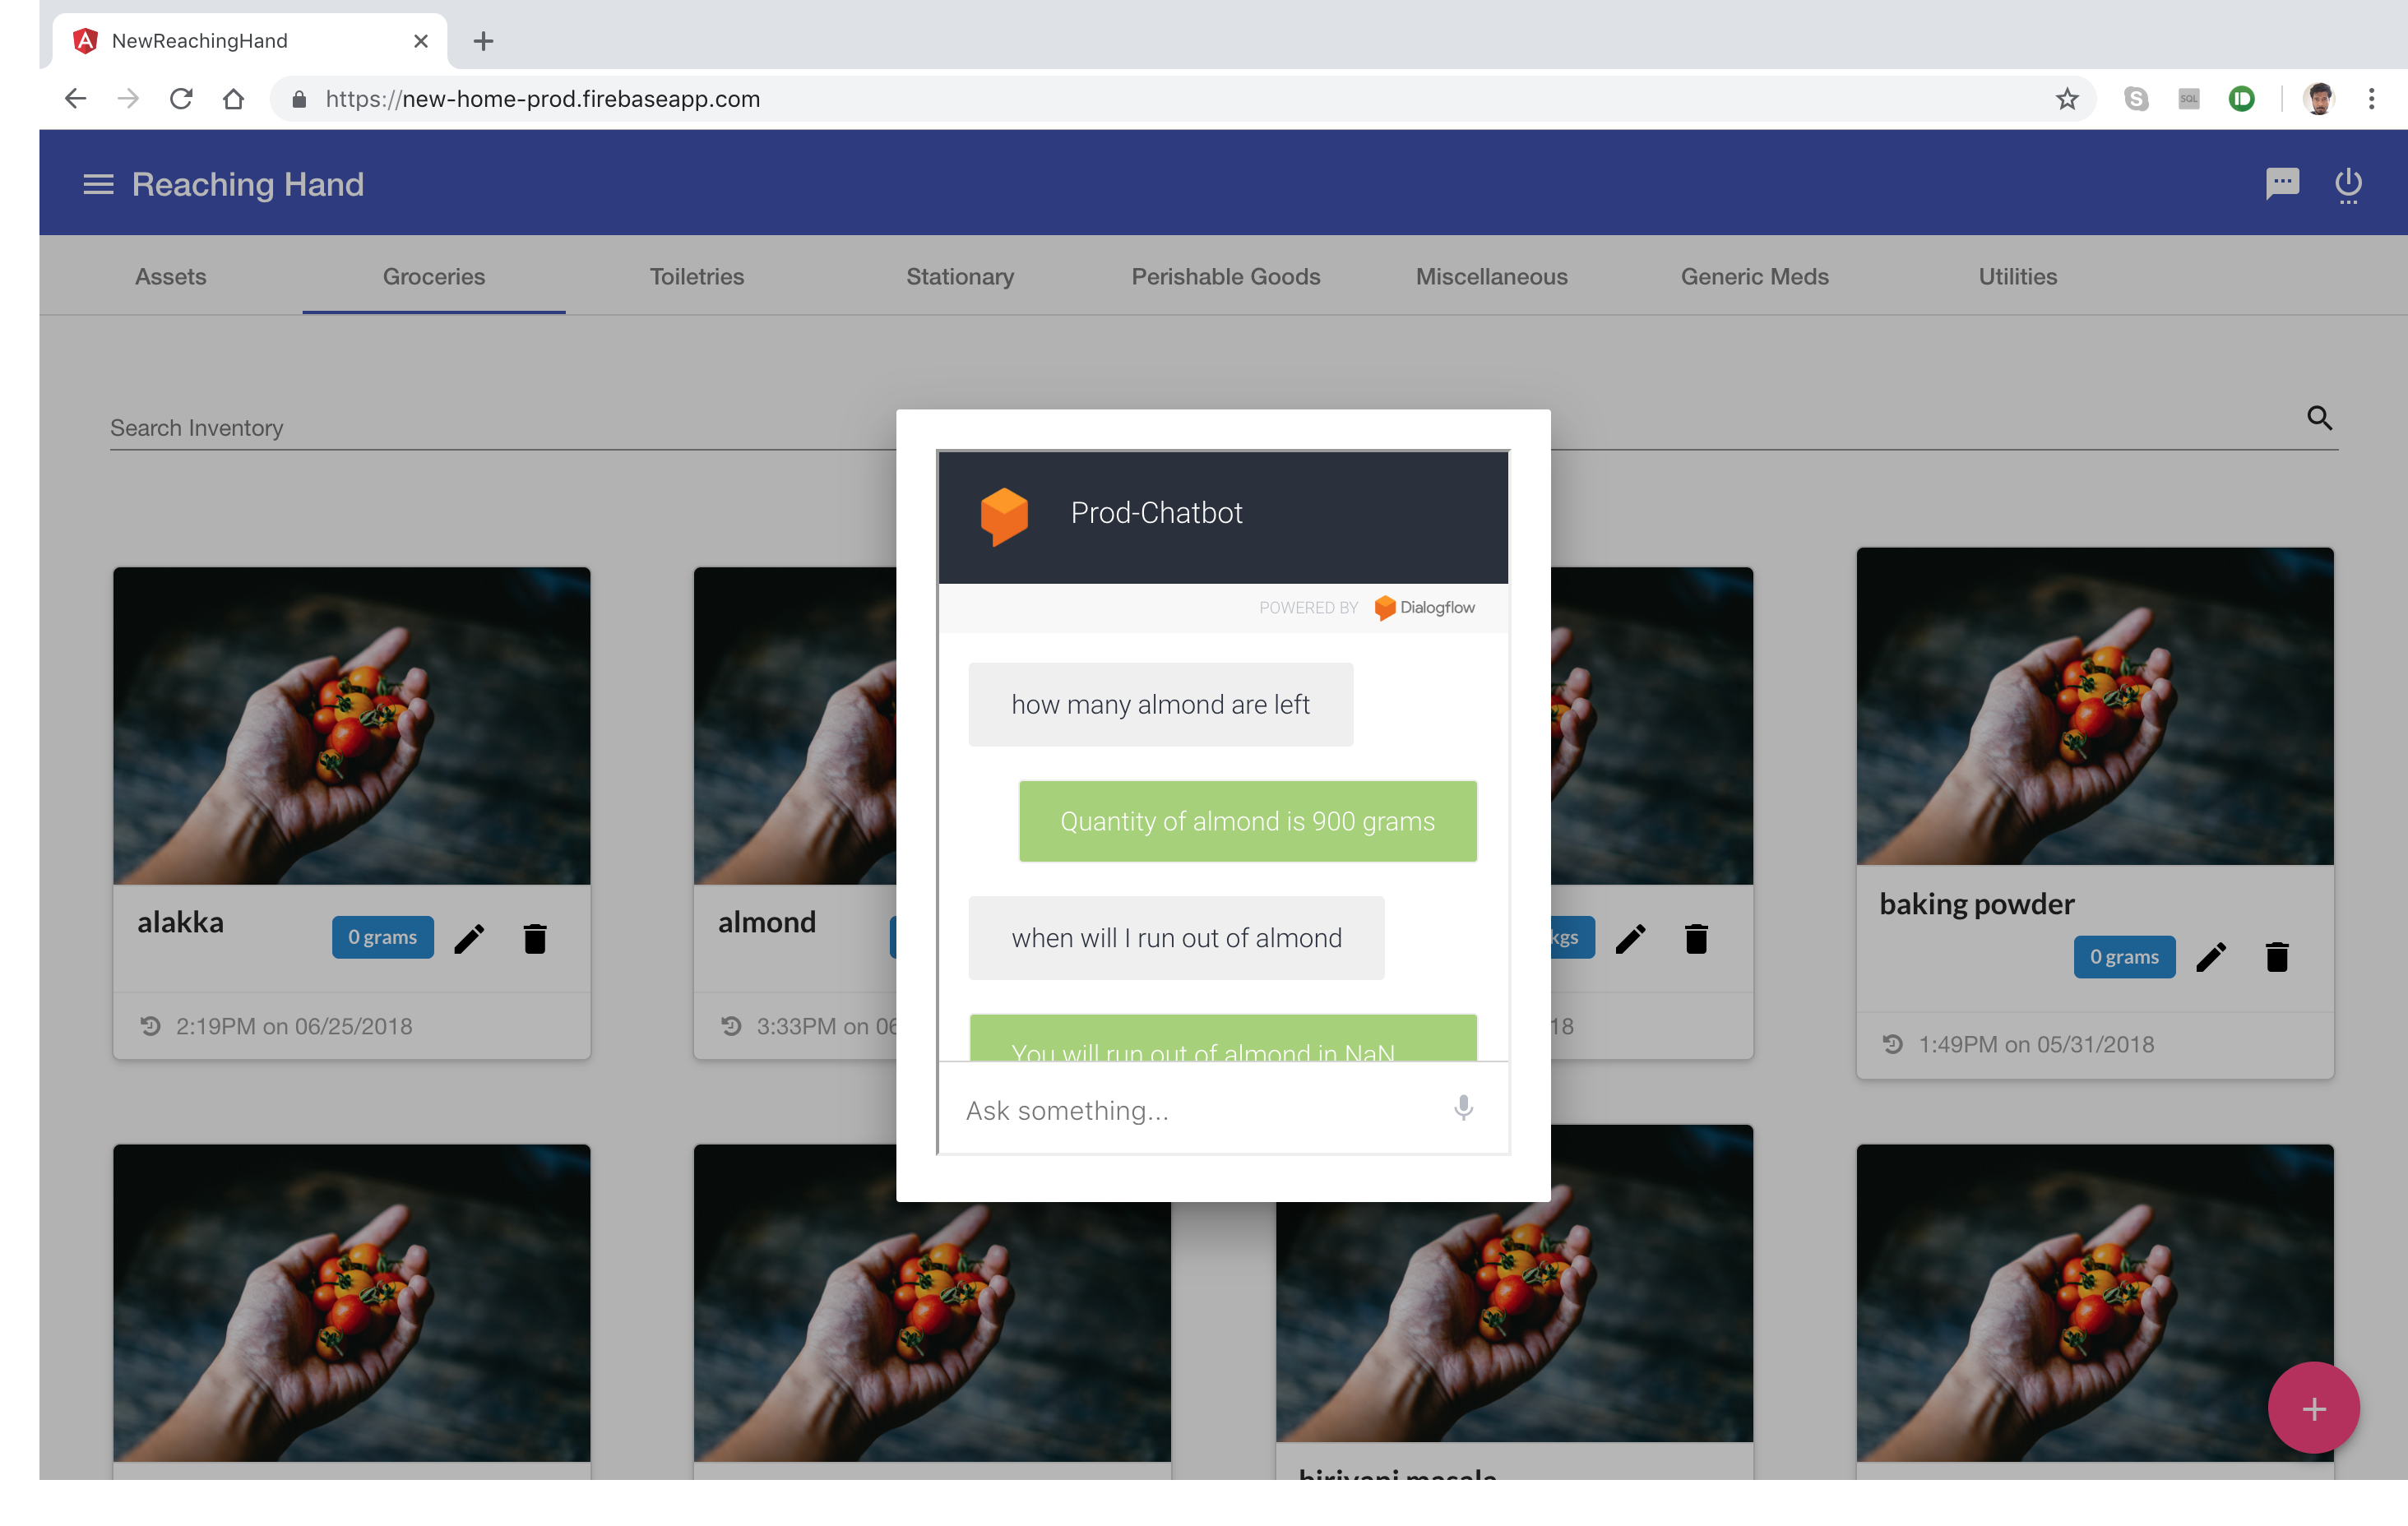 NewReachingHand
https://new-home-prod.firebaseapp.com
SQL
Reaching Hand
Assets
Groceries
Toiletries
Stationary
Perishable Goods
Miscellaneous
Generic Meds
Utilities
Search Inventory
Prod-Chatbot
POWERED BY Dialogflow
how many almond are left
Quantity of almond is 900 grams
when will I run out of almond
You will run out of almond in NaN
Ask something...
alakka
0 grams
2:19PM on 06/25/2018
almond
3:33PM on 06
kgs
18
baking powder
0 grams
1:49PM on 05/31/2018
biriyani masala